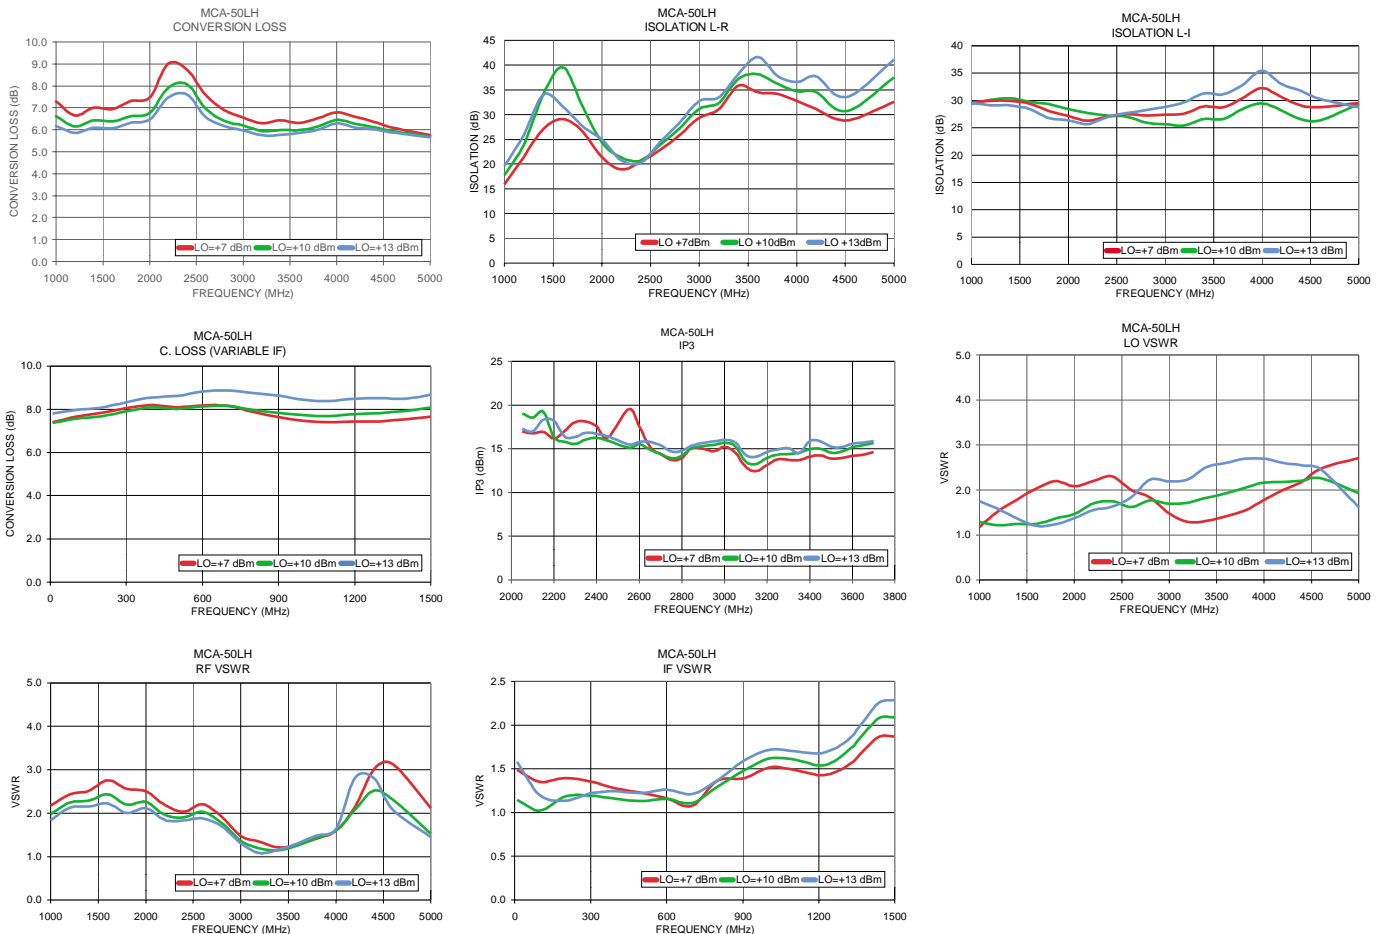 MCA-50LH
CONVERSION LOSS
CONVERSION LOSS (dB)
10.0
9.0
8.0
7.0
6.0
5.0
4.0
3.0
2.0
1.0
0.0
LO=+7 dBm LO=+10 dBm LO=+13 dBm
1000 1500 2000 2500 3000 3500 4000 4500 5000
FREQUENCY (MHz)
MCA-50LH
ISOLATION L-R
ISOLATION (dB)
45
40
35
30
25
20
15
10
5
0
LO +7dBm LO +10dBm LO +13dBm
1000 1500 2000 2500 3000 3500 4000 4500 5000
FREQUENCY (MHz)
MCA-50LH
ISOLATION L-I
ISOLATION (dB)
40
35
30
25
20
15
10
5
0
LO=+7 dBm LO=+10 dBm LO=+13 dBm
1000 1500 2000 2500 3000 3500 4000 4500 5000
FREQUENCY (MHz)
MCA-50LH
C. LOSS (VARIABLE IF)
CONVERSION LOSS (dB)
10.0
8.0
6.0
4.0
2.0
0.0
LO=+7 dBm LO=+10 dBm LO=+13 dBm
0 300 600 900 1200 1500
FREQUENCY (MHz)
MCA-50LH
IP3
IP3 (dBm)
25
20
15
10
5
0
LO=+7 dBm LO=+10 dBm LO=+13 dBm
2000 2200 2400 2600 2800 3000 3200 3400 3600 3800
FREQUENCY (MHz)
MCA-50LH
LO VSWR
VSWR
5.0
4.0
3.0
2.0
1.0
0.0
LO=+7 dBm LO=+10 dBm LO=+13 dBm
1000 1500 2000 2500 3000 3500 4000 4500 5000
FREQUENCY (MHz)
MCA-50LH
RF VSWR
VSWR
5.0
4.0
3.0
2.0
1.0
0.0
LO=+7 dBm LO=+10 dBm LO=+13 dBm
1000 1500 2000 2500 3000 3500 4000 4500 5000
FREQUENCY (MHz)
MCA-50LH
IF VSWR
VSWR
2.5
2.0
1.5
1.0
0.5
0.0
LO=+7 dBm LO=+10 dBm LO=+13 dBm
0 300 600 900 1200 1500
FREQUENCY (MHz)